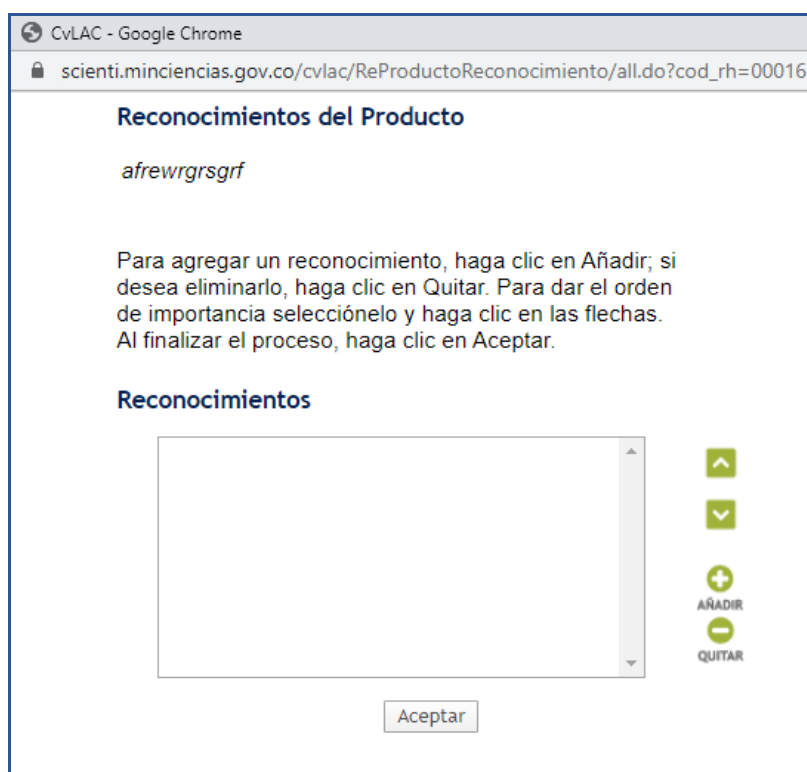 CvLAC - Google Chrome
scienti.minciencias.gov.co/cvlac/ReProductoReconocimiento/all.do?cod_rh=00016
Reconocimientos del Producto
afrewrgrsgrf
Para agregar un reconocimiento, haga clic en Añadir; si
desea eliminarlo, haga clic en Quitar. Para dar el orden
de importancia selecciónelo y haga clic en las flechas.
Al finalizar el proceso, haga clic en Aceptar.
Reconocimientos
AÑADIR
QUITAR
Aceptar